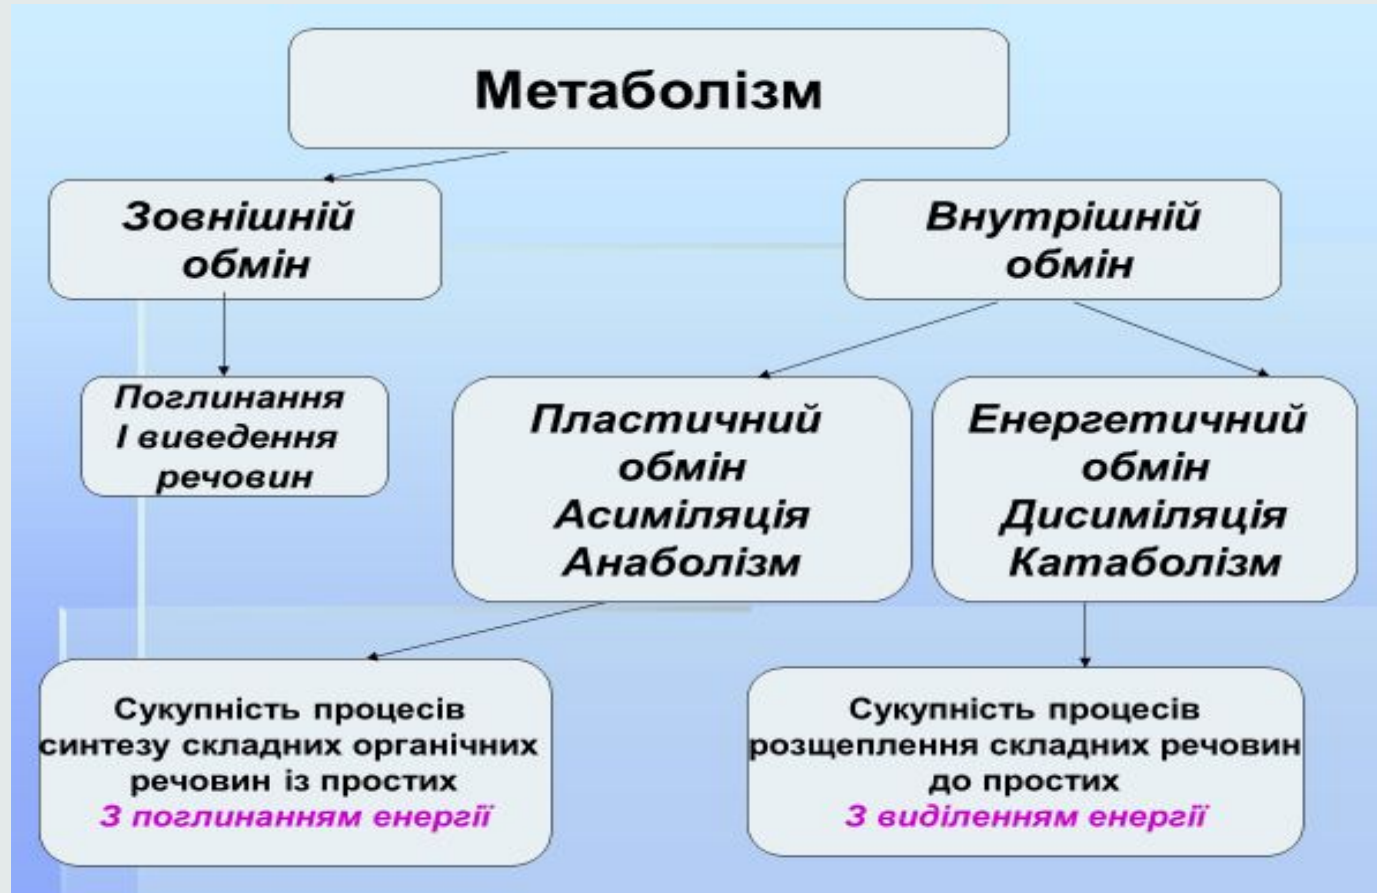 Метаболізм
Зовнішній
обмін
Внутрішній
обмін
Поглинання
І виведення
речовин
Пластичний
обмін
Асиміляція
Анаболізм
Енергетичний
обмін
Дисиміляція
Катаболізм
Сукупність процесів
синтезу складних органічних
речовин із простих
З поглинанням енергії
Сукупність процесів
розщеплення складних речовин
до простих
З виділенням енергії